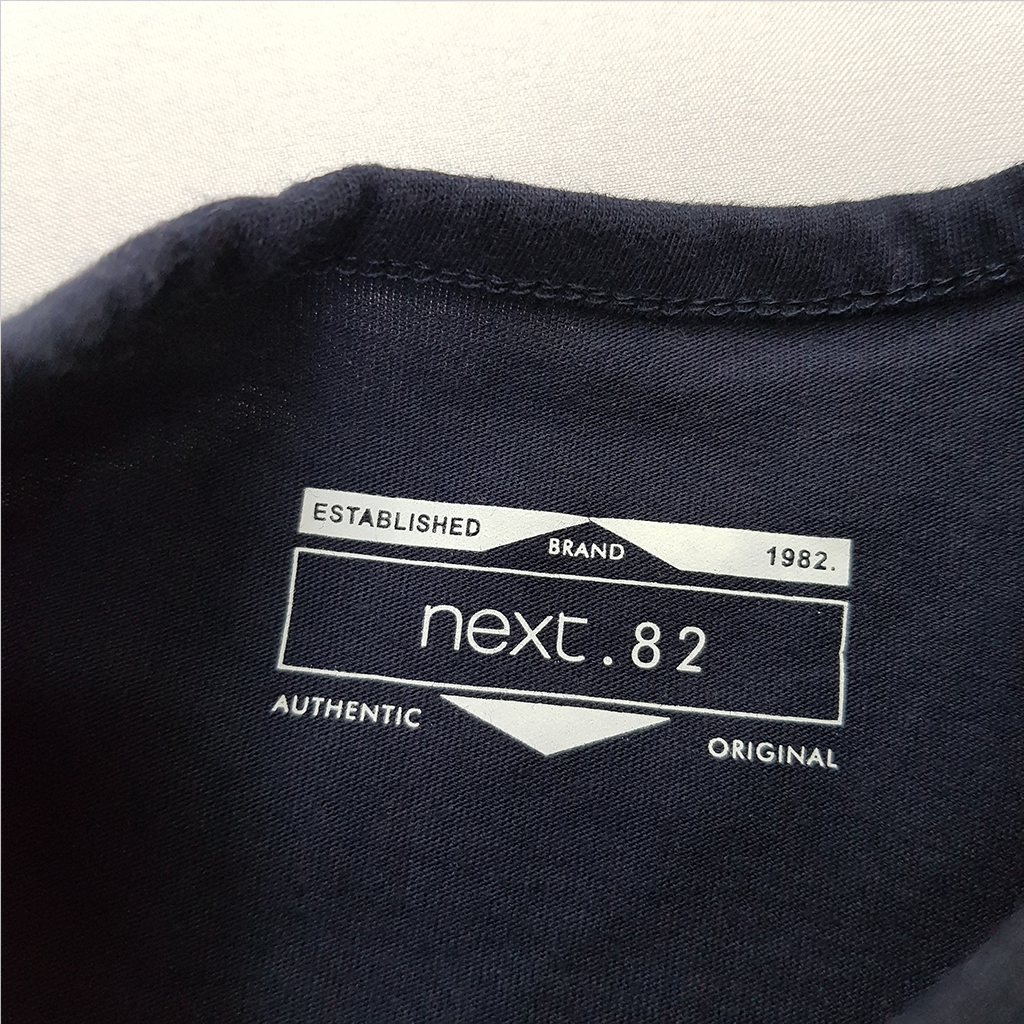 ESTABLISHED BRAND 1982.
next.82
AUTHENTIC ORIGINAL